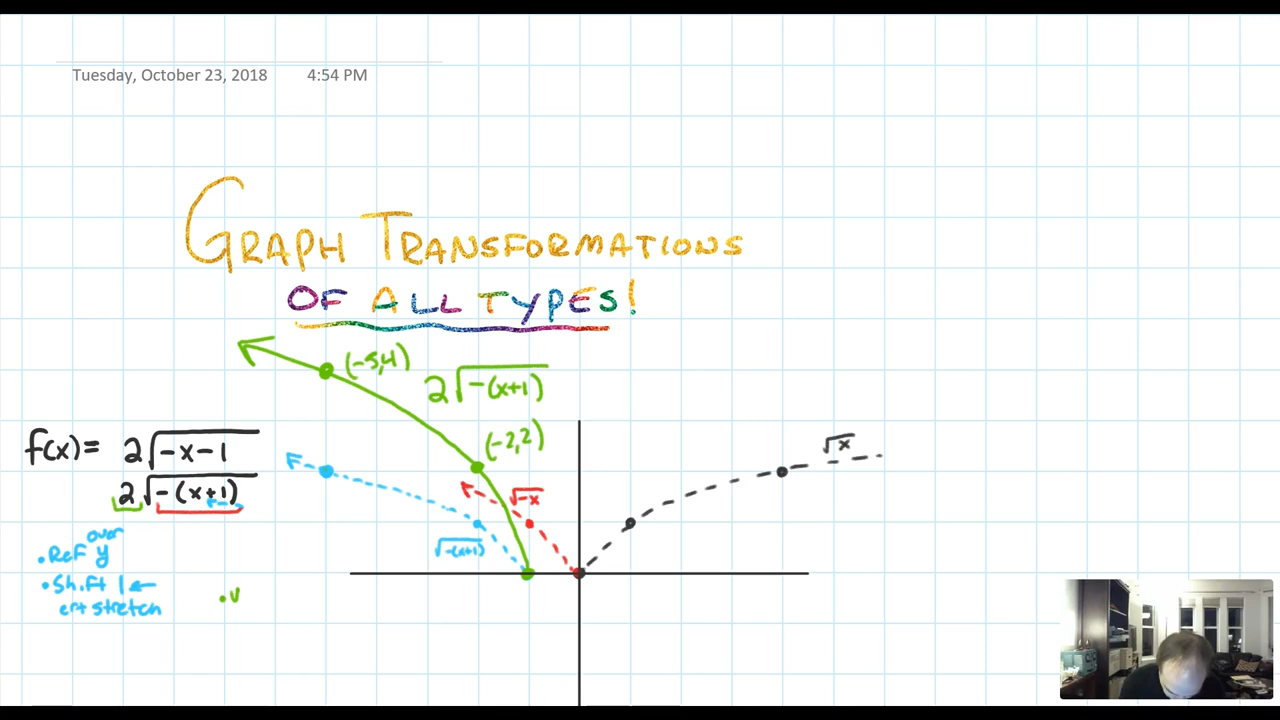 Tuesday, October 23, 2018 4:54 PM
GRAPH TRANSFORMATIONS
OF ALL TYPES!
(-5,4)
2√-(x+1)
(-2,2)
√x
f(x)= 2√-x-1
2√-(x+1)
√-x
√-(x+1)
over
• Ref y
• Shift 1 ←
ert stretch
• v